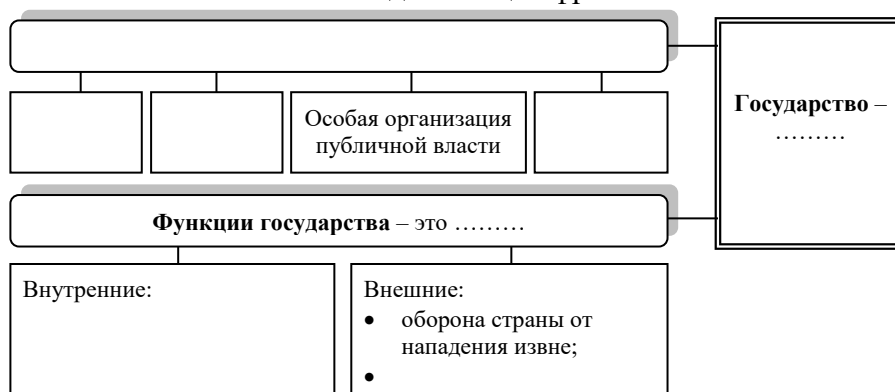 Особая организация
публичной власти
Государство –
………
Функции государства – это ………
Внутренние:
Внешние:
• оборона страны от
нападения извне;
•